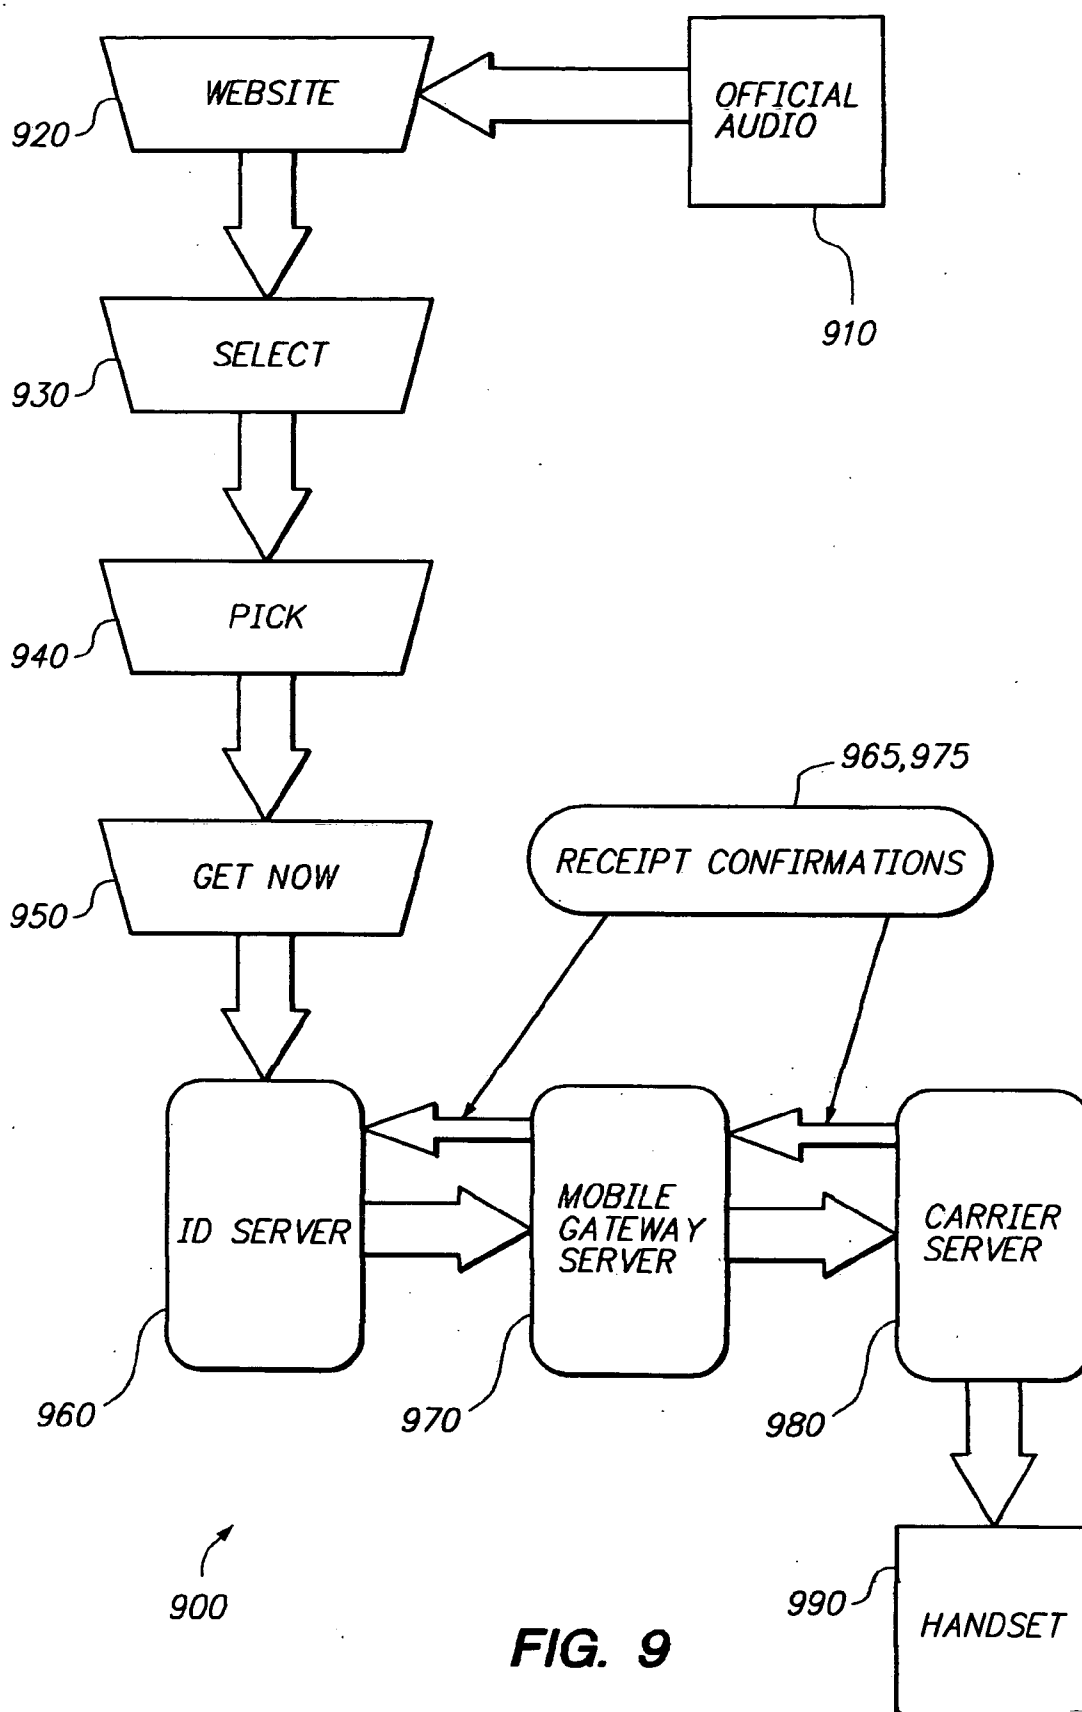 WEBSITE
OFFICIAL
AUDIO
920
910
SELECT
930
PICK
940
965,975
GET NOW
RECEIPT CONFIRMATIONS
950
ID SERVER
MOBILE
GATEWAY
SERVER
CARRIER
SERVER
960
970
980
900
990
HANDSET
FIG. 9